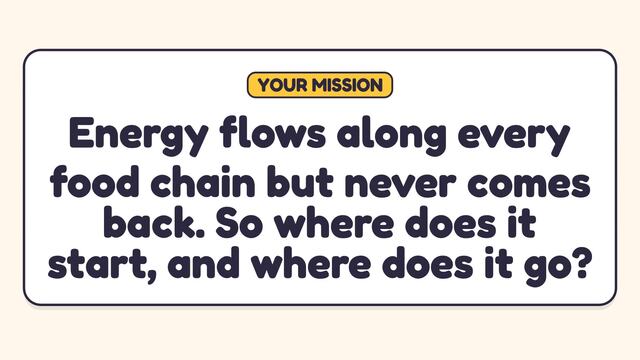 YOUR MISSION
Energy flows along every
food chain but never comes
back. So where does it
start, and where does it go?